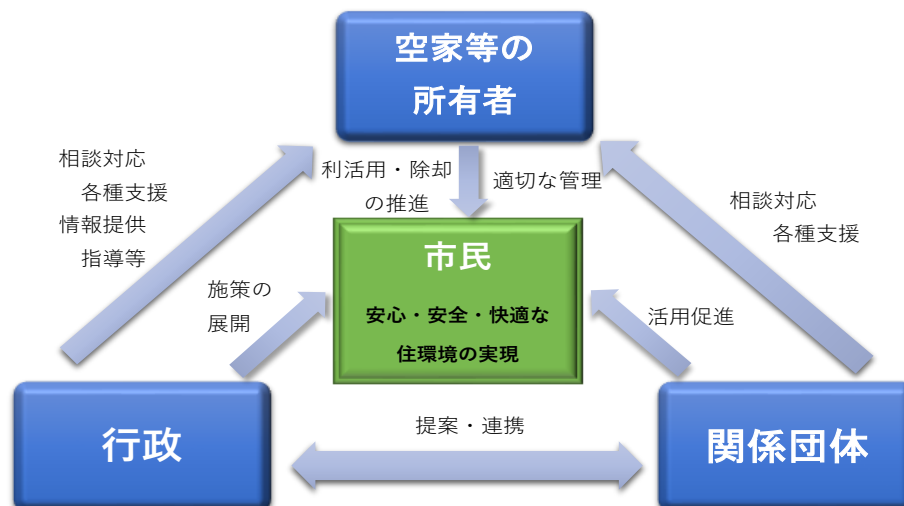 空家等の
所有者
相談対応
各種支援
情報提供
指導等
利活用・除却
の推進
適切な管理
相談対応
各種支援
市民
安心・安全・快適な
住環境の実現
施策の
展開
活用促進
行政
提案・連携
関係団体